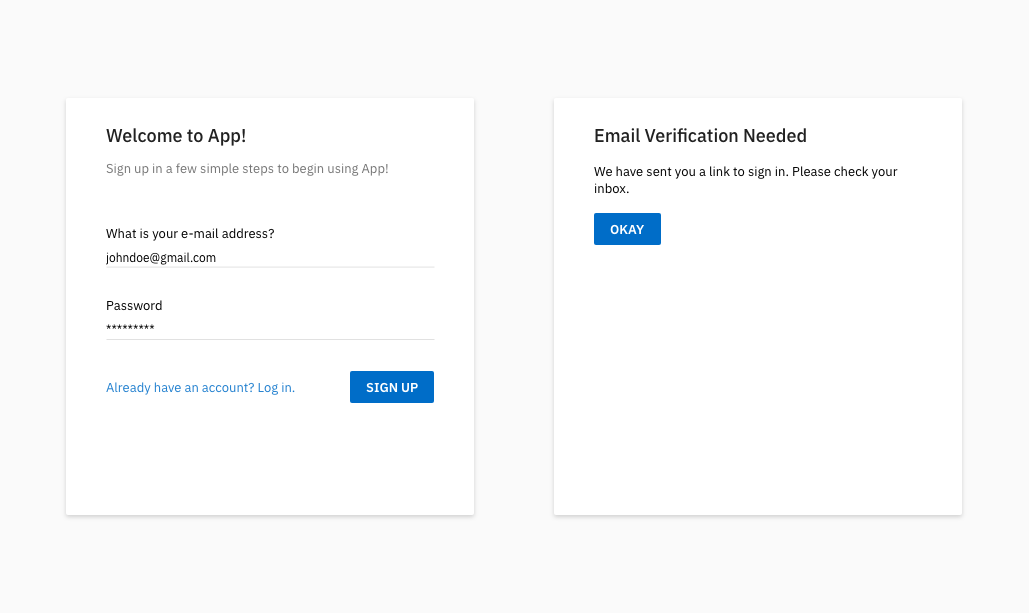 Welcome to App!
Sign up in a few simple steps to begin using App!
What is your e-mail address?
johndoe@gmail.com
Password
*********
Already have an account? Log in.
SIGN UP
Email Verification Needed
We have sent you a link to sign in. Please check your
inbox.
OKAY